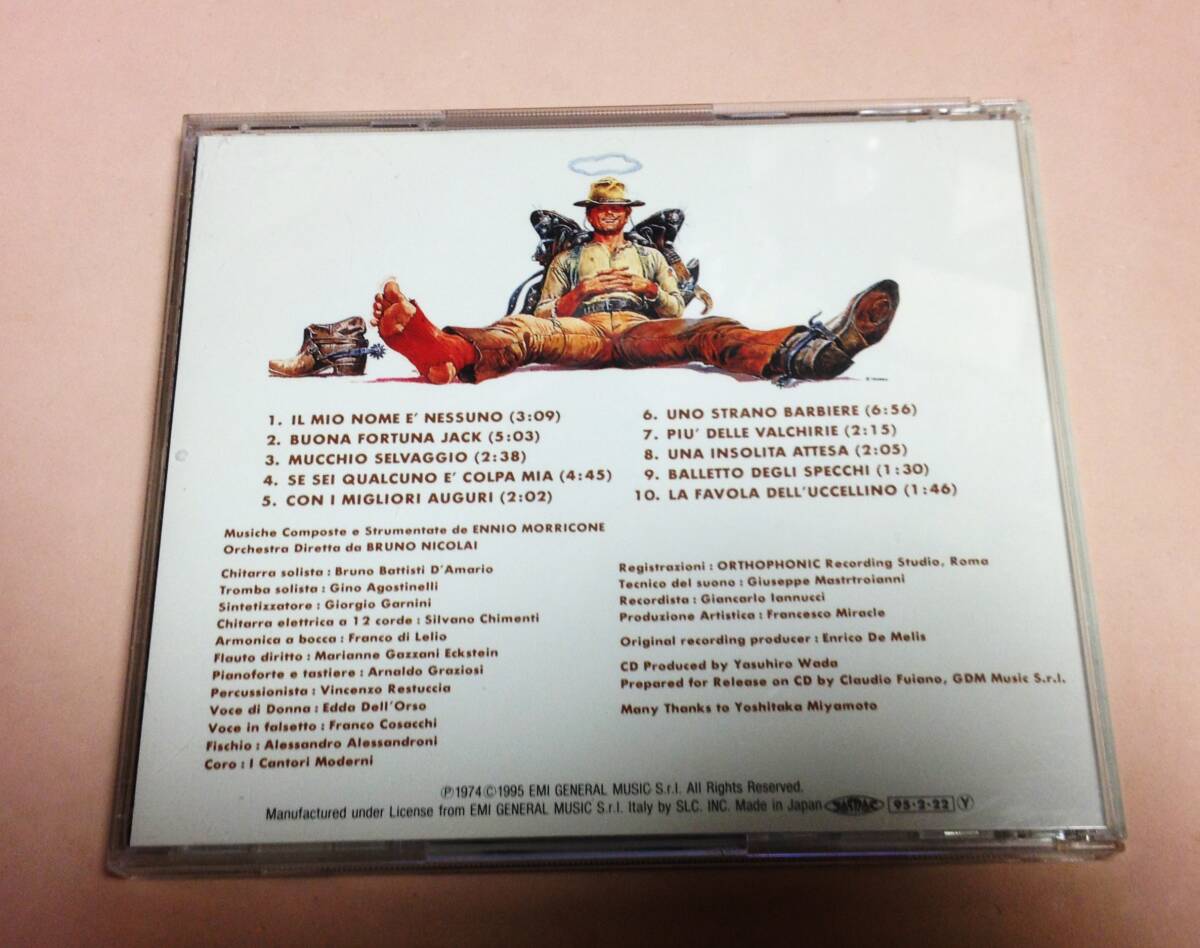 1. IL MIO NOME E' NESSUNO (3:09)
2. BUONA FORTUNA JACK (5:03)
3. MUCCHIO SELVAGGIO (2:38)
4. SE SEI QUALCUNO E' COLPA MIA (4:45)
5. CON I MIGLIORI AUGURI (2:02)
6. UNO STRANO BARBIERE (6:56)
7. PIU' DELLE VALCHIRIE (2:15)
8. UNA INSOLITA ATTESA (2:05)
9. BALLETTO DEGLI SPECCHI (1:30)
10. LA FAVOLA DELL'UCCELLINO (1:46)
Musiche Composte e Strumentate de ENNIO MORRICONE
Orchestra Diretta da BRUNO NICOLAI
Chitarra solista : Bruno Battisti D'Amario
Tromba solista : Gino Agostinelli
Sintetizzatore : Giorgio Garnini
Chitarra elettrica a 12 corde : Silvano Chimenti
Armonica a bocca : Franco di Lelio
Flauto diritto : Marianne Gazzani Eckstein
Pianoforte e tastiere : Arnaldo Graziosi
Percussionista : Vincenzo Restuccia
Voce di Donna : Edda Dell'Orso
Voce in falsetto : Franco Cosacchi
Fischio : Alessandro Alessandroni
Coro : I Cantori Moderni
Registrazioni : ORTHOPHONIC Recording Studio, Roma
Tecnico del suono : Giuseppe Mastrtroianni
Recordista : Giancarlo Iannucci
Produzione Artistica : Francesco Miracle
Original recording producer : Enrico De Melis
CD Produced by Yasuhiro Wada
Prepared for Release on CD by Claudio Fuiano, GDM Music S.r.l.
Many Thanks to Yoshitaka Miyamoto
℗1974 ©1995 EMI GENERAL MUSIC S.r.l. All Rights Reserved.
Manufactured under License from EMI GENERAL MUSIC S.r.l. Italy by SLC. INC. Made in Japan JASRAC 95・2・22 Ⓨ